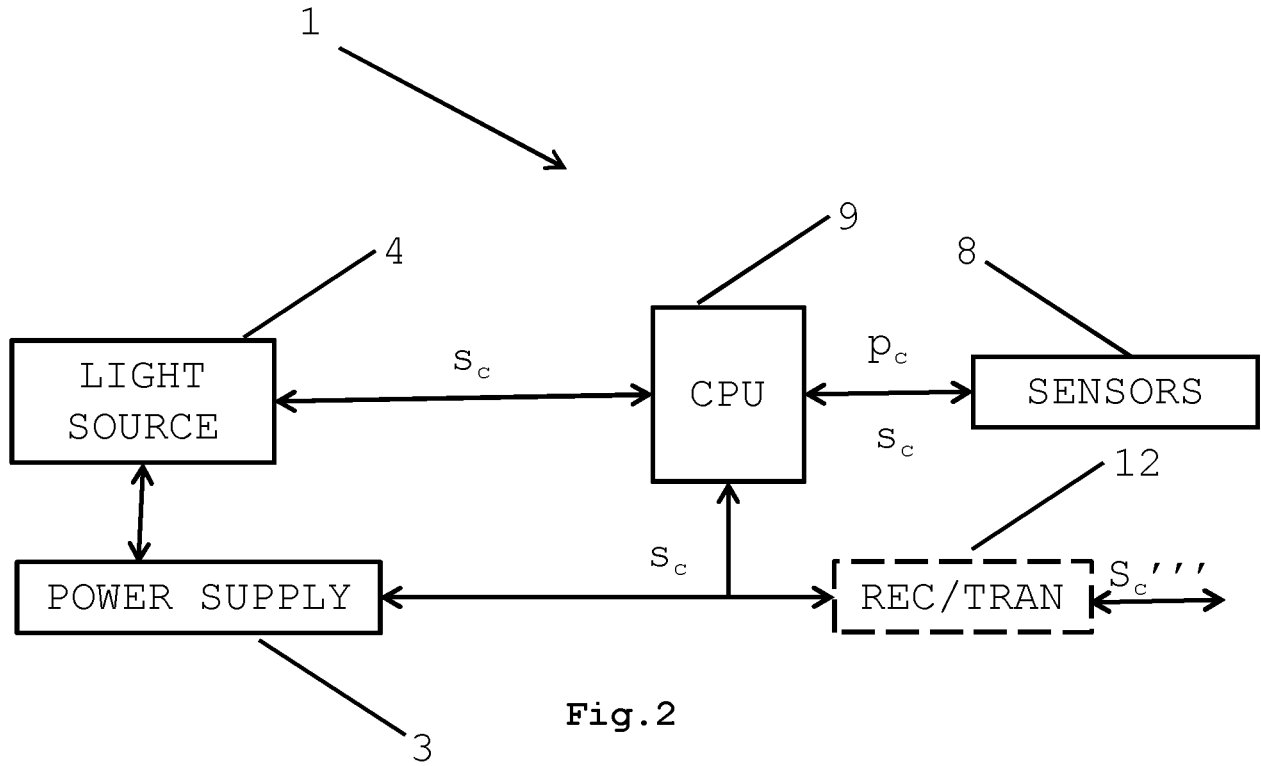 1
9
4
8
LIGHT
SOURCE
s_c
CPU
p_c
s_c
SENSORS
12
s_c
POWER SUPPLY
REC/TRAN
S_c'''
Fig.2
3